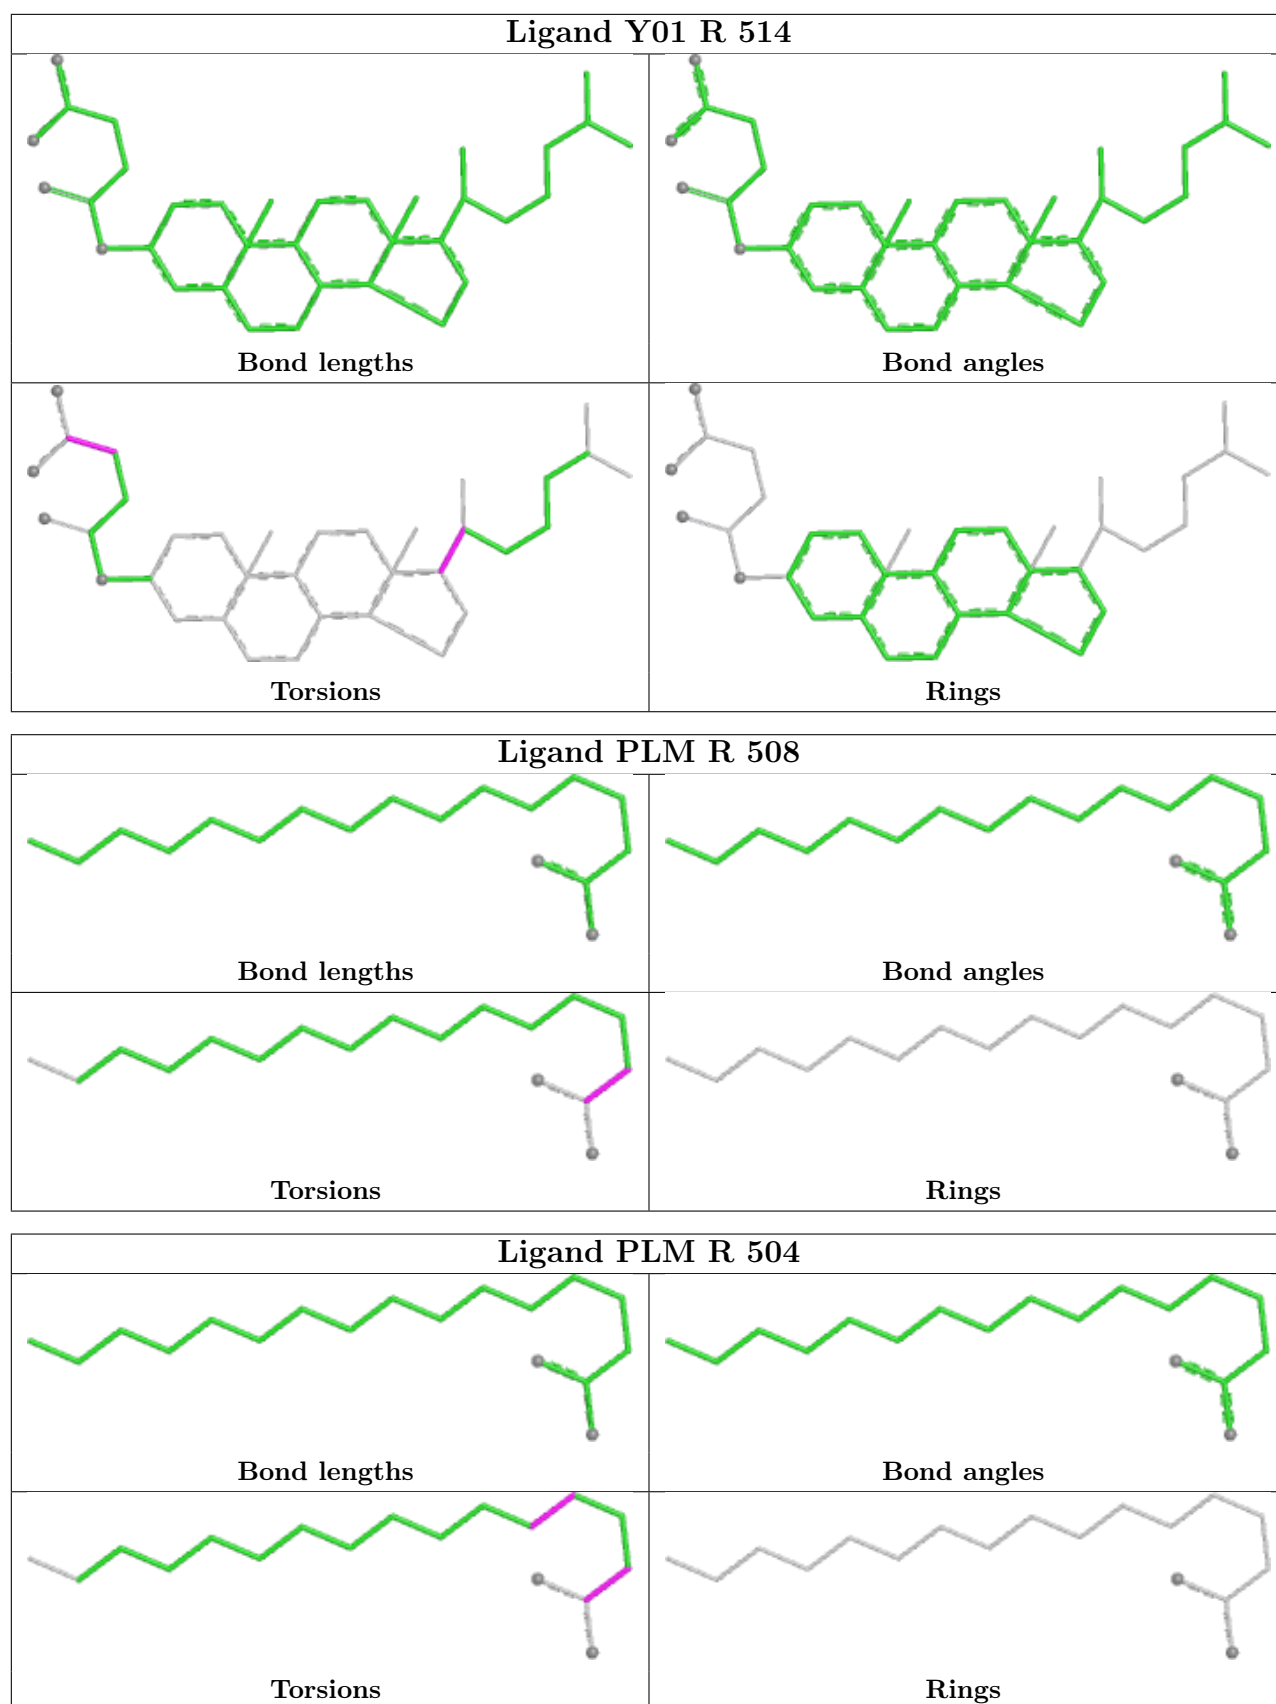 Ligand Y01 R 514
Bond lengths
Bond angles
Torsions
Rings
Ligand PLM R 508
Bond lengths
Bond angles
Torsions
Rings
Ligand PLM R 504
Bond lengths
Bond angles
Torsions
Rings